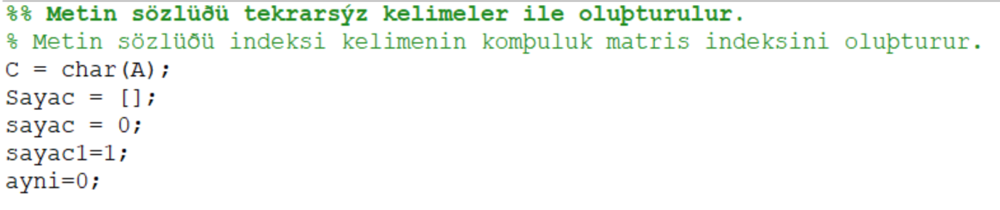 %% Metin sözlüðü tekrarsýz kelimeler ile oluþturulur.
% Metin sözlüðü indeksi kelimenin komþuluk matris indeksini oluþturur.
C = char(A);
Sayac = [];
sayac = 0;
sayac1=1;
ayni=0;